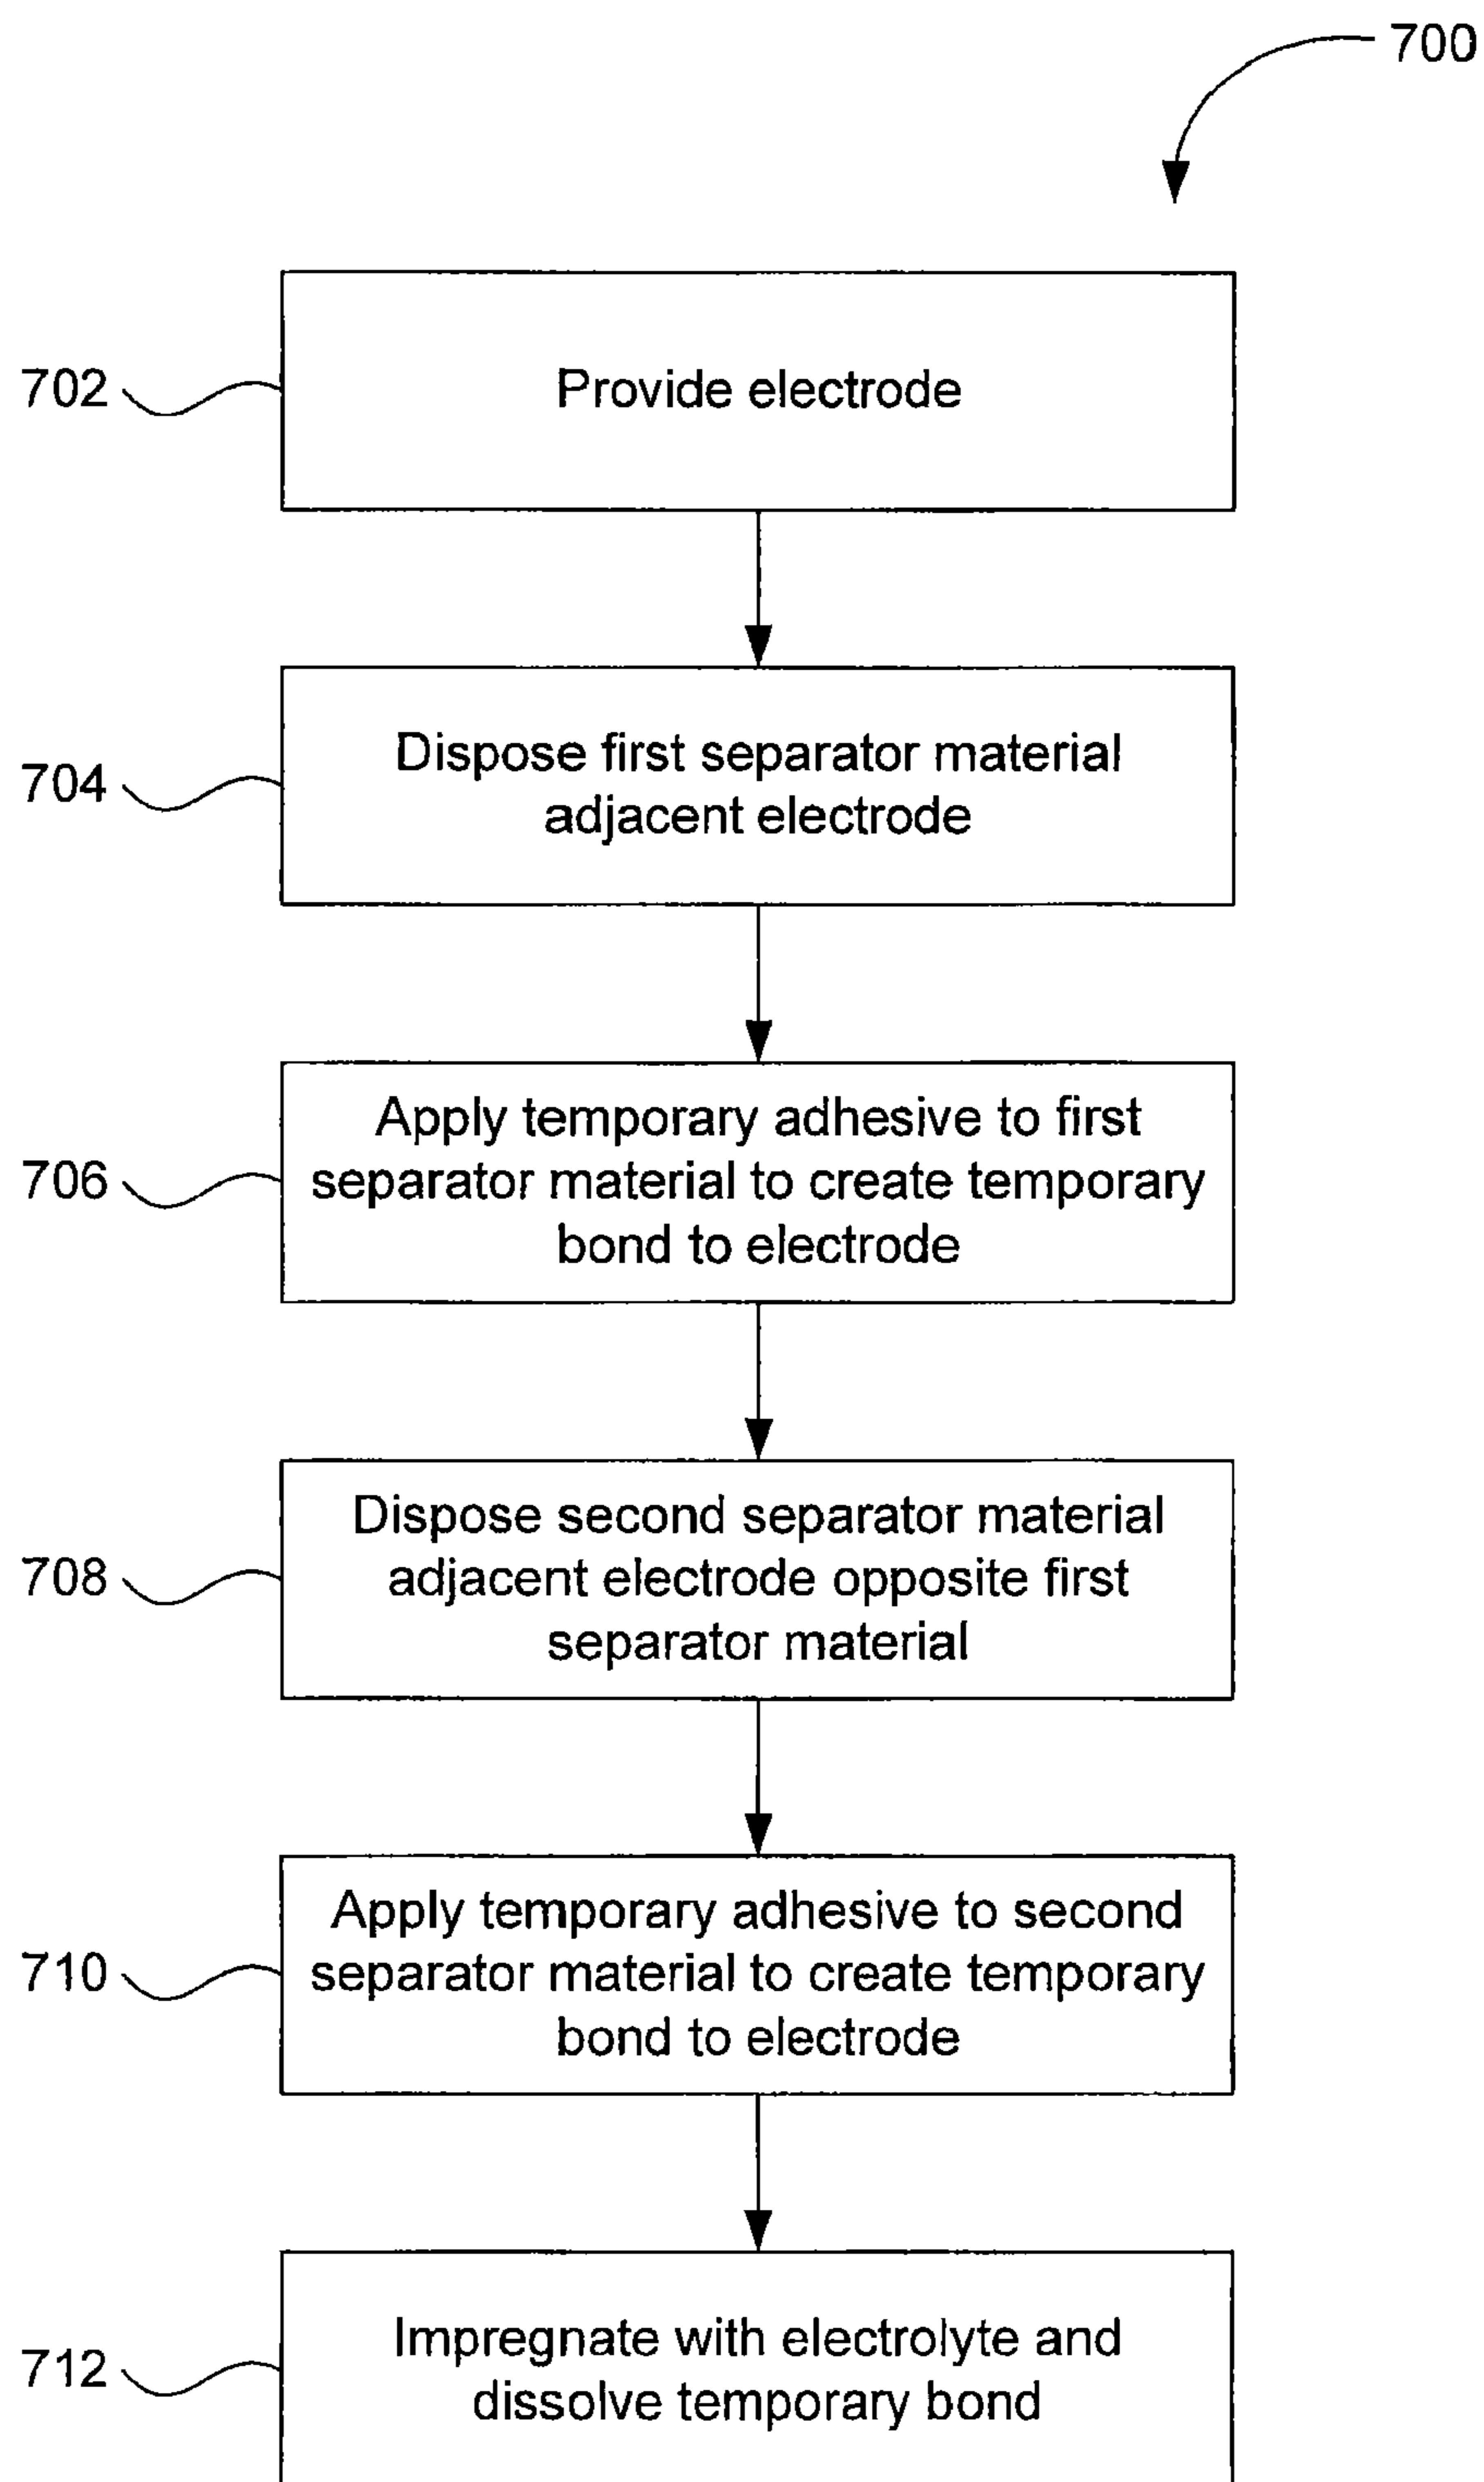 700
702
Provide electrode
704
Dispose first separator material
adjacent electrode
706
Apply temporary adhesive to first
separator material to create temporary
bond to electrode
708
Dispose second separator material
adjacent electrode opposite first
separator material
710
Apply temporary adhesive to second
separator material to create temporary
bond to electrode
712
Impregnate with electrolyte and
dissolve temporary bond